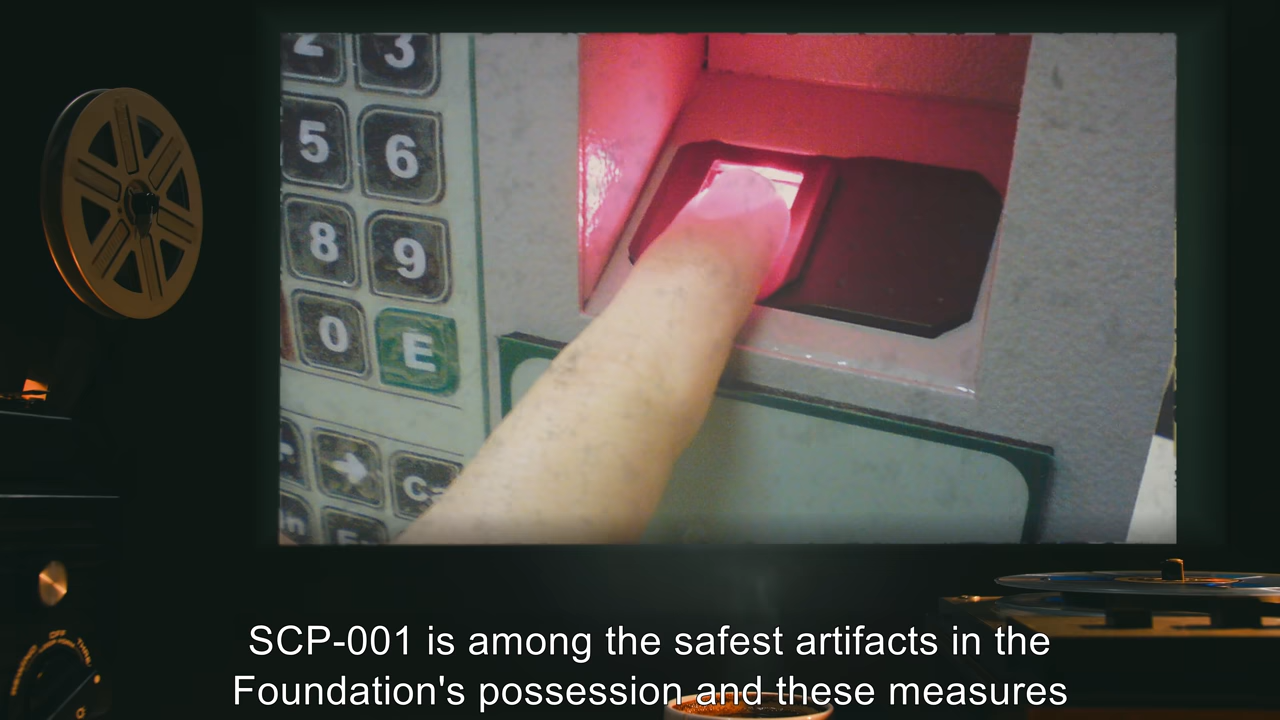 2 3
5 6
8 9
0 E
SCP-001 is among the safest artifacts in the
Foundation's possession and these measures